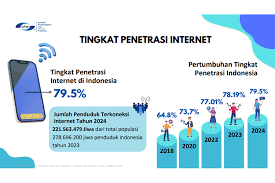 TINGKAT PENETRASI INTERNET
Tingkat Penetrasi
Internet di Indonesia
79.5%
Jumlah Penduduk Terkoneksi
Internet Tahun 2024
221.563.479 Jiwa dari total populasi
278.696.200 jiwa penduduk Indonesia
tahun 2023
Pertumbuhan Tingkat
Penetrasi Indonesia
64.8%
73,7%
77.01%
78.19%
79.5%
2018
2020
2022
2023
2024